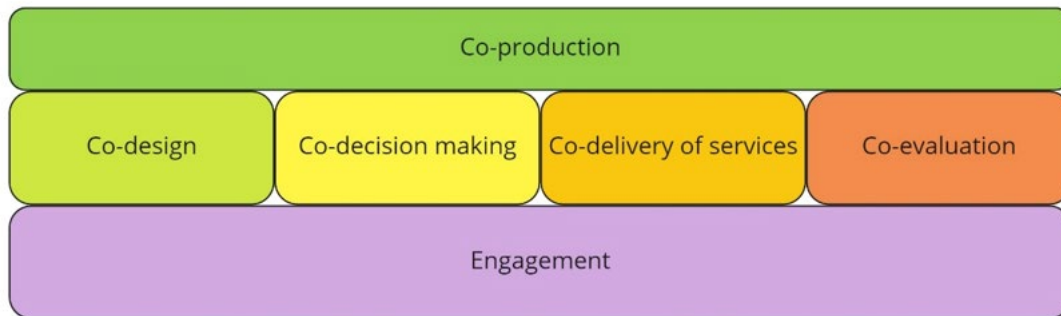 Co-production
Co-design
Co-decision making
Co-delivery of services
Co-evaluation
Engagement